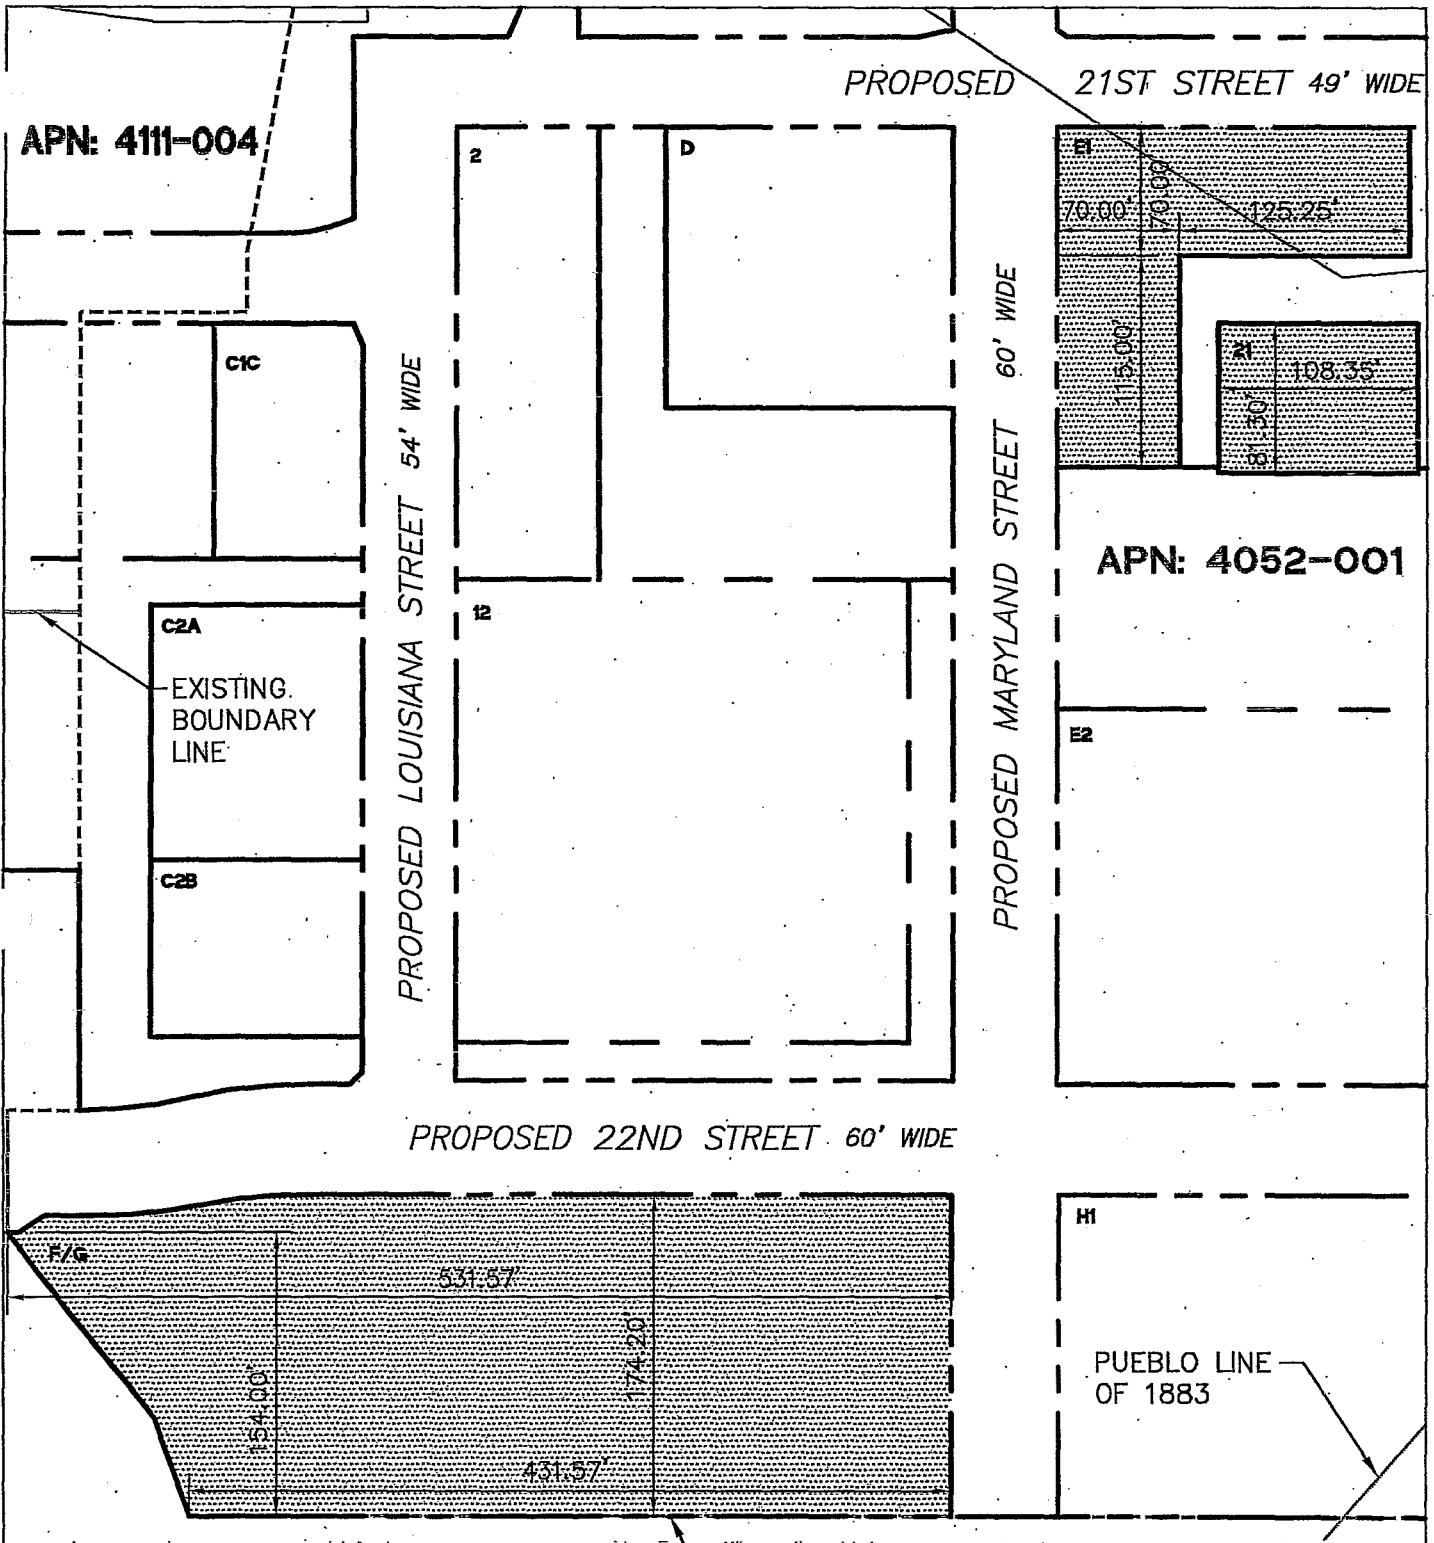 PROPOSED 21ST STREET 49' WIDE
APN: 4111-004
2
D
E1
70.00'
70.00'
125.25'
115.00'
21
108.35'
81.30'
C1C
PROPOSED LOUISIANA STREET 54' WIDE
PROPOSED MARYLAND STREET 60' WIDE
APN: 4052-001
C2A
12
EXISTING
BOUNDARY
LINE
E2
C2B
PROPOSED 22ND STREET 60' WIDE
F/G
H1
531.57'
174.20'
154.00'
431.57'
PUEBLO LINE
OF 1883